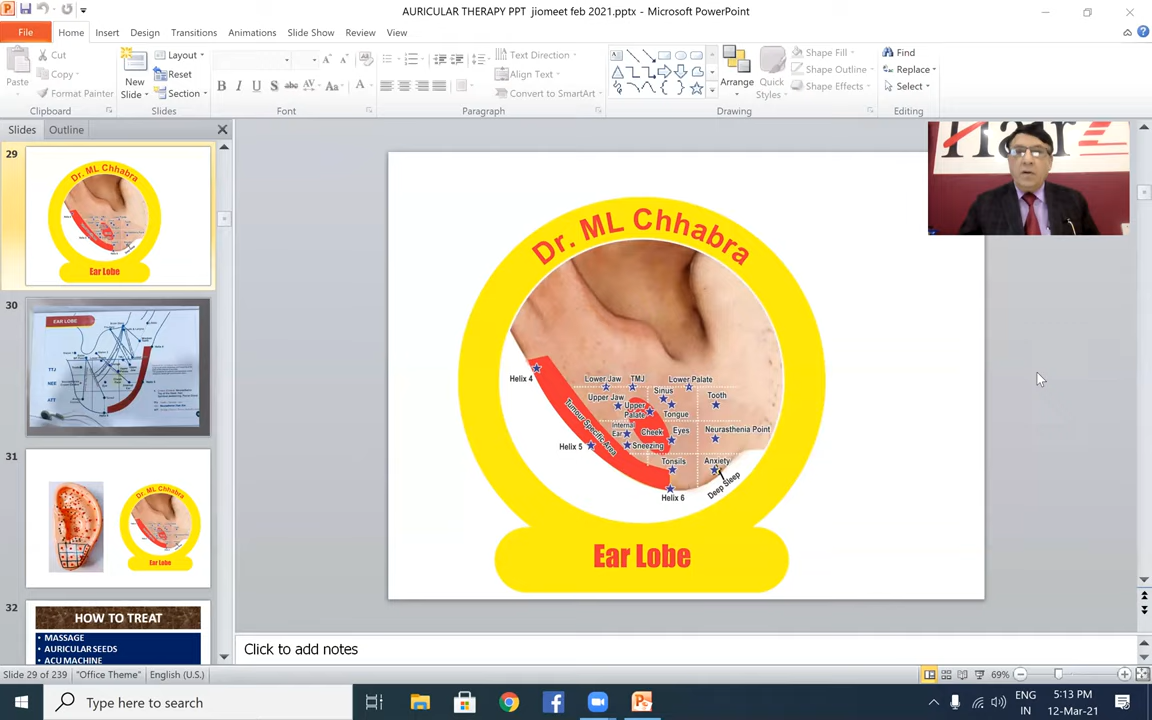 AURICULAR THERAPY PPT jiomeet feb 2021.pptx - Microsoft PowerPoint
File Home Insert Design Transitions Animations Slide Show Review View
Cut
Copy
Format Painter
Paste
Clipboard
New
Slide
Layout
Reset
Section
Slides
Font
Text Direction
Align Text
Convert to SmartArt
Paragraph
Arrange
Quick
Styles
Shape Fill
Shape Outline
Shape Effects
Drawing
Find
Replace
Select
Editing
Slides Outline
29
Dr. ML Chhabra
Ear Lobe
30
EAR LOBE
31
Dr. ML Chhabra
Ear Lobe
32
HOW TO TREAT
• MASSAGE
• AURICULAR SEEDS
• ACU MACHINE
Dr. ML Chhabra
Helix 4
Lower Jaw
TMJ
Lower Palate
Upper Jaw
Sinus
Tooth
Upper
Palate
Tongue
Tumour Specific Area
Internal
Ear
Cheek
Eyes
Neurasthenia Point
Helix 5
Sneezing
Tonsils
Anxiety
Deep Sleep
Helix 6
Ear Lobe
Click to add notes
Slide 29 of 239 "Office Theme" English (U.S.) 69%
Type here to search
ENG
IN
5:13 PM
12-Mar-21